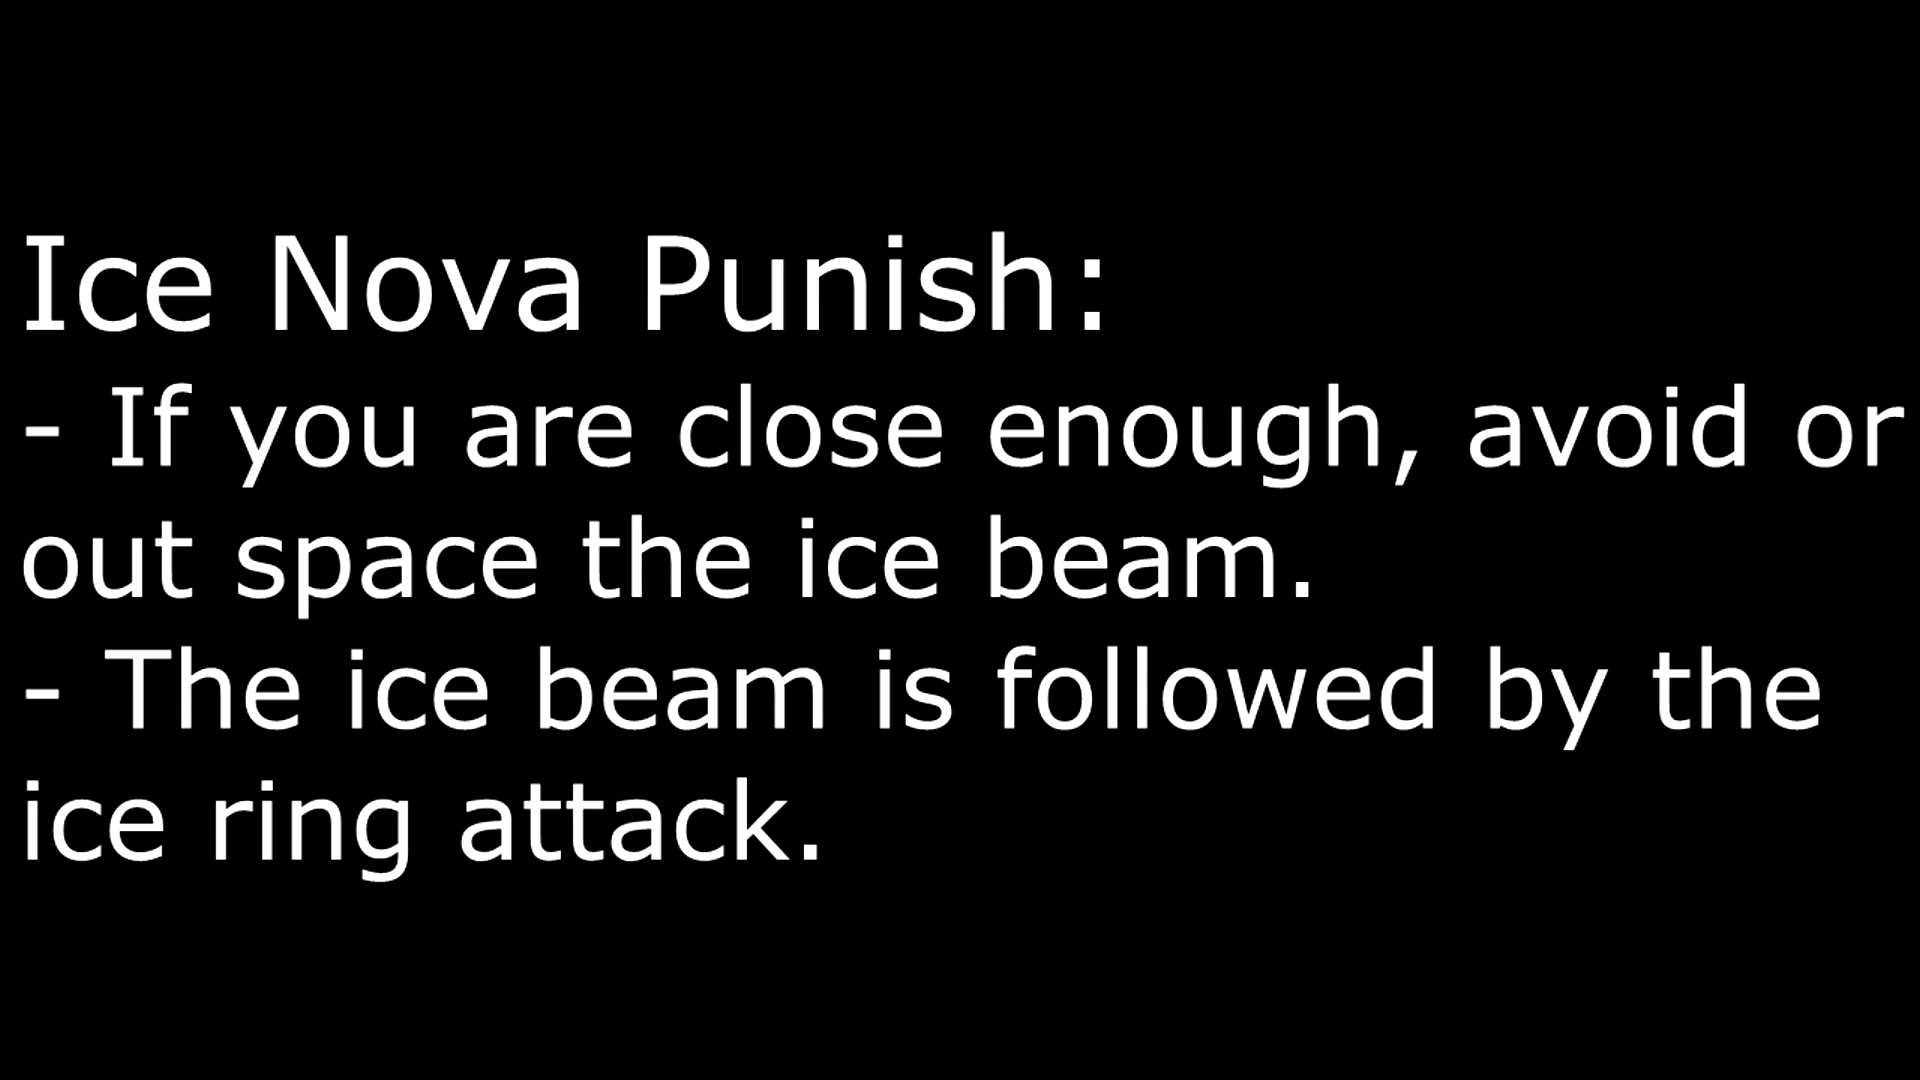 Ice Nova Punish:
- If you are close enough, avoid or
out space the ice beam.
- The ice beam is followed by the
ice ring attack.